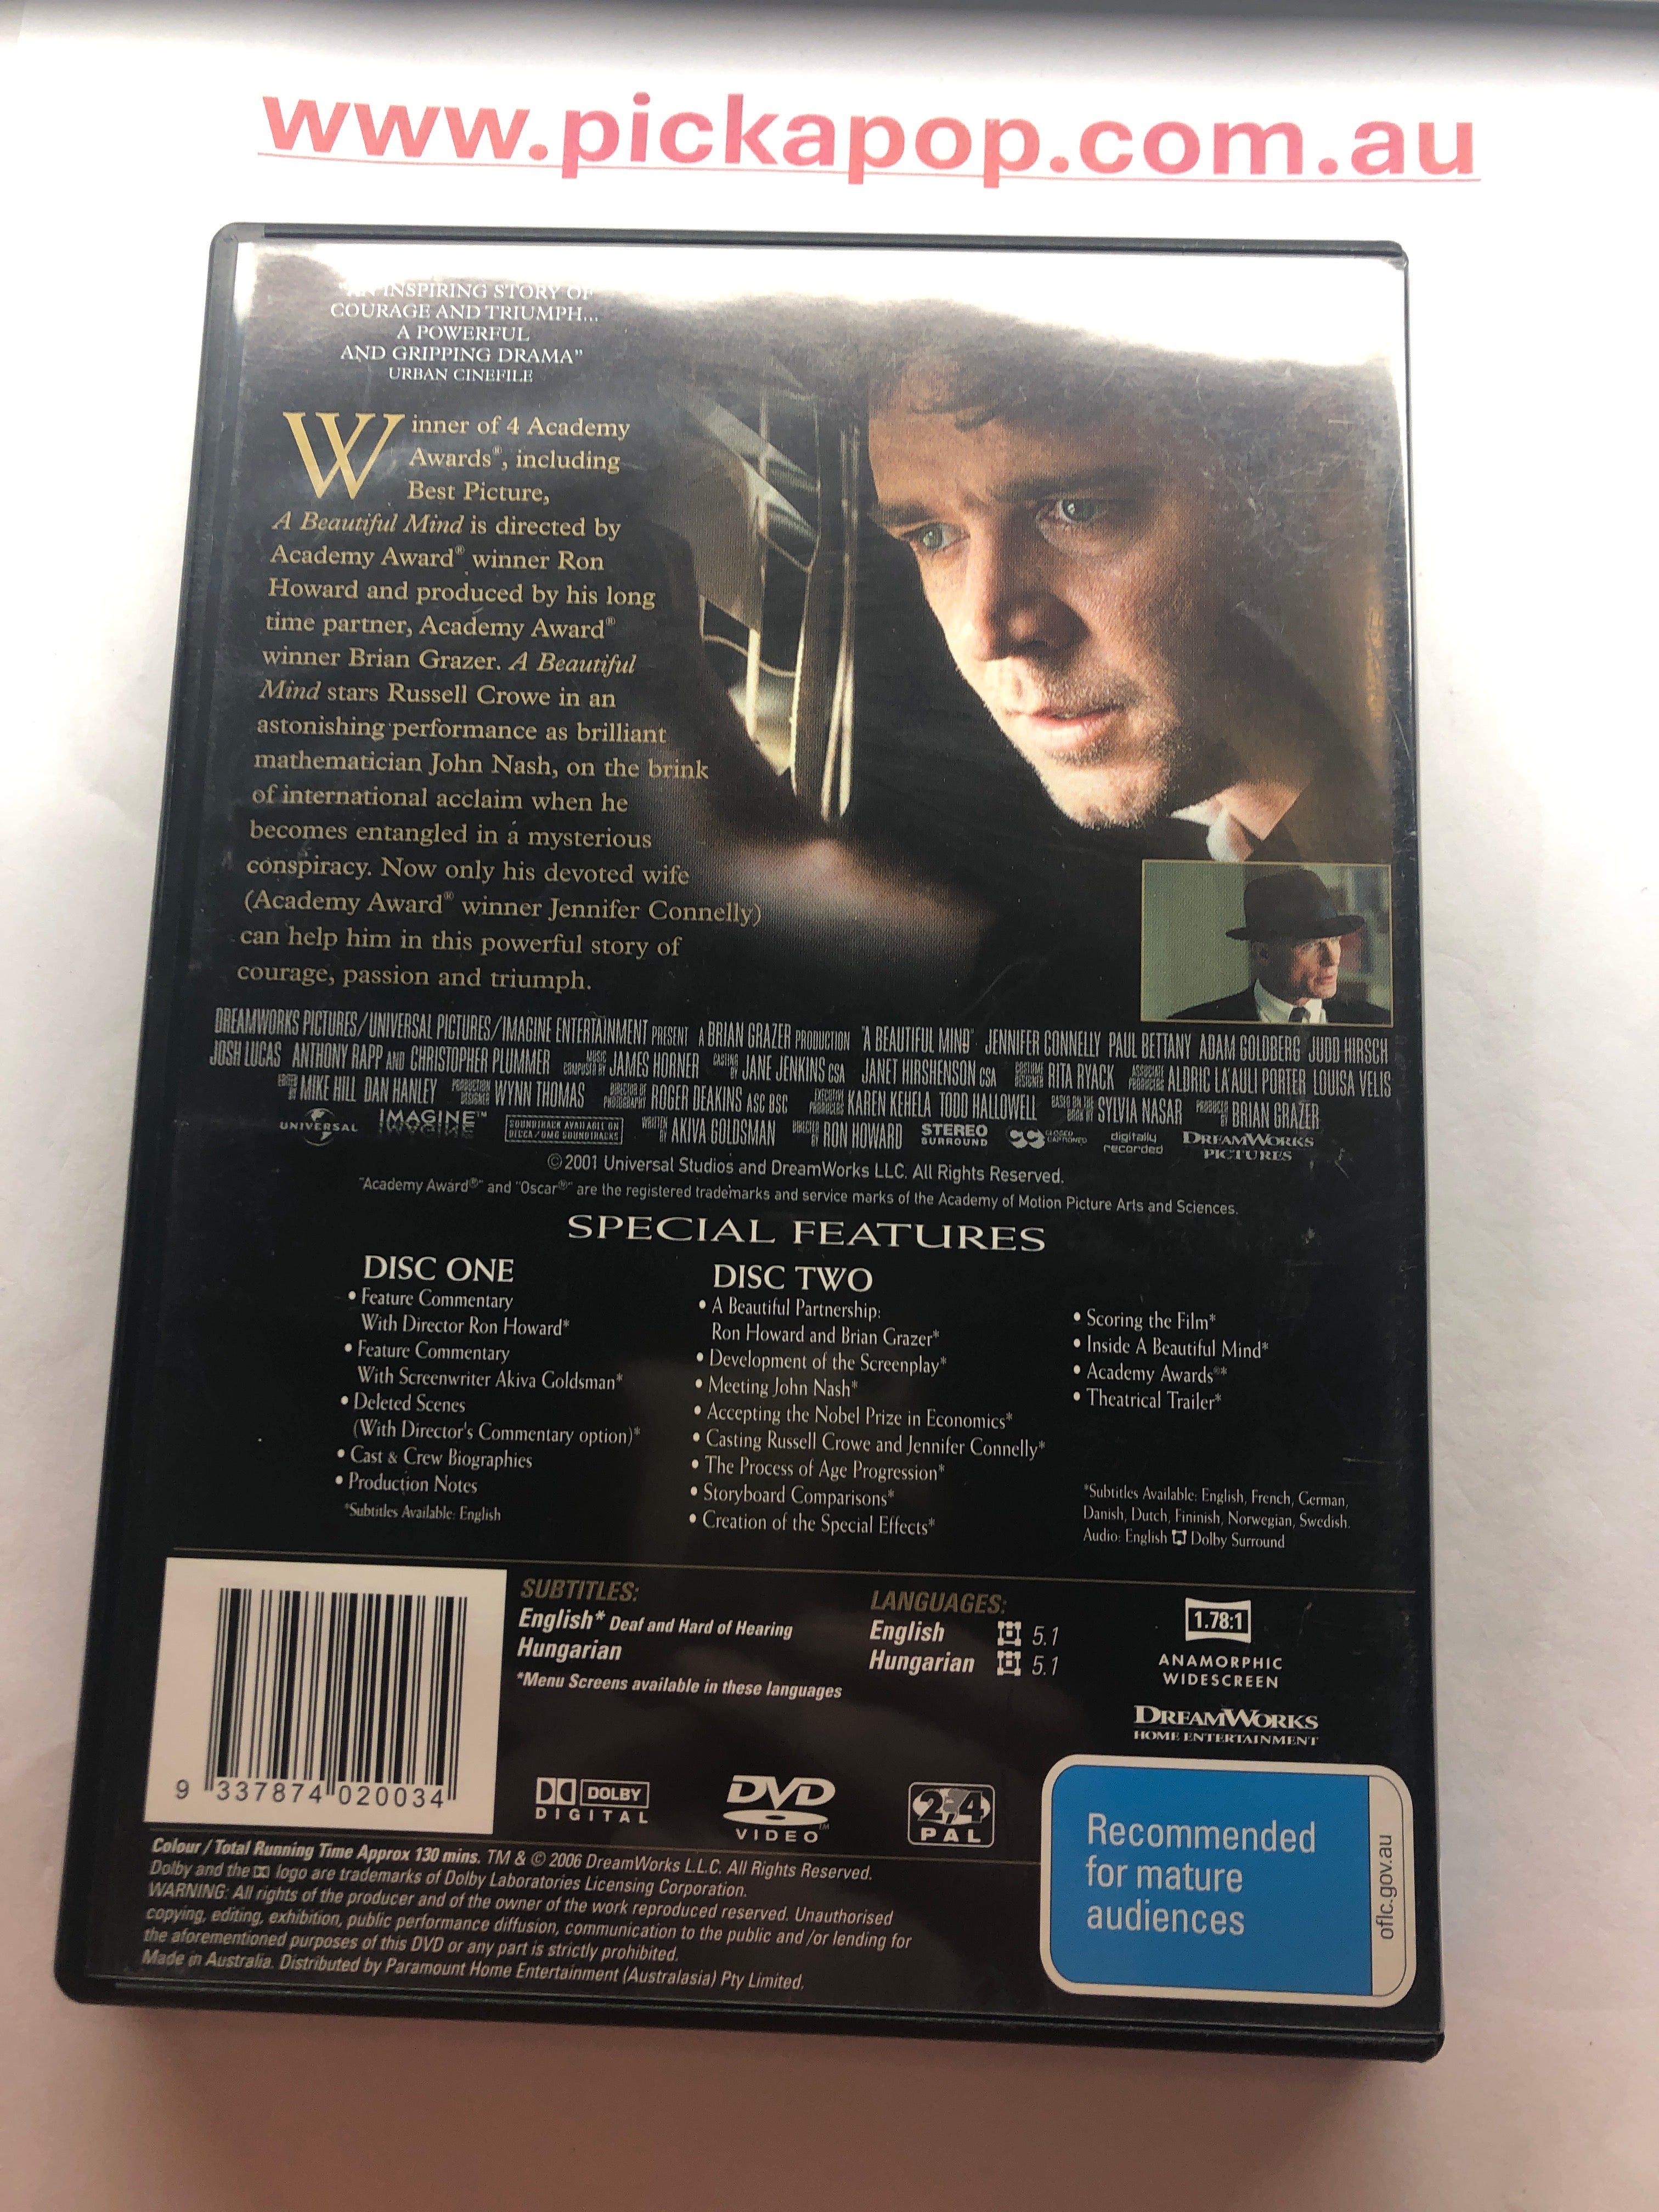 www.pickapop.com.au
"AN INSPIRING STORY OF
COURAGE AND TRIUMPH...
A POWERFUL
AND GRIPPING DRAMA"
URBAN CINEFILE
Winner of 4 Academy
Awards®, including
Best Picture,
A Beautiful Mind is directed by
Academy Award® winner Ron
Howard and produced by his long
time partner, Academy Award®
winner Brian Grazer. A Beautiful
Mind stars Russell Crowe in an
astonishing performance as brilliant
mathematician John Nash, on the brink
of international acclaim when he
becomes entangled in a mysterious
conspiracy. Now only his devoted wife
(Academy Award® winner Jennifer Connelly)
can help him in this powerful story of
courage, passion and triumph.
DREAMWORKS PICTURES/UNIVERSAL PICTURES/IMAGINE ENTERTAINMENT PRESENT A BRIAN GRAZER PRODUCTION "A BEAUTIFUL MIND" JENNIFER CONNELLY PAUL BETTANY ADAM GOLDBERG JUDD HIRSCH
JOSH LUCAS ANTHONY RAPP AND CHRISTOPHER PLUMMER MUSIC COMPOSED BY JAMES HORNER CASTING BY JANE JENKINS CSA JANET HIRSHENSON CSA COSTUME DESIGNER RITA RYACK ASSOCIATE PRODUCERS ALDRIC LA'AULI PORTER LOUISA VELIS
EDITED BY MIKE HILL DAN HANLEY PRODUCTION DESIGNER WYNN THOMAS DIRECTOR OF PHOTOGRAPHY ROGER DEAKINS ASC BSC EXECUTIVE PRODUCERS KAREN KEHELA TODD HALLOWELL BASED ON THE BOOK BY SYLVIA NASAR PRODUCED BY BRIAN GRAZER
UNIVERSAL IMAGINE™ SOUNDTRACK AVAILABLE ON DECCA/UMG SOUNDTRACKS WRITTEN BY AKIVA GOLDSMAN DIRECTED BY RON HOWARD STEREO SURROUND CC CLOSED CAPTIONED digitally recorded DREAMWORKS PICTURES
©2001 Universal Studios and DreamWorks LLC. All Rights Reserved.
"Academy Award®" and "Oscar®" are the registered trademarks and service marks of the Academy of Motion Picture Arts and Sciences.
SPECIAL FEATURES
DISC ONE
• Feature Commentary
With Director Ron Howard*
• Feature Commentary
With Screenwriter Akiva Goldsman*
• Deleted Scenes
(With Director's Commentary option)*
• Cast & Crew Biographies
• Production Notes
*Subtitles Available: English
DISC TWO
• A Beautiful Partnership:
Ron Howard and Brian Grazer*
• Development of the Screenplay*
• Meeting John Nash*
• Accepting the Nobel Prize in Economics*
• Casting Russell Crowe and Jennifer Connelly*
• The Process of Age Progression*
• Storyboard Comparisons*
• Creation of the Special Effects*
• Scoring the Film*
• Inside A Beautiful Mind*
• Academy Awards®*
• Theatrical Trailer*
*Subtitles Available: English, French, German,
Danish, Dutch, Fininish, Norwegian, Swedish.
Audio: English Dolby Surround
9 337874 020034
SUBTITLES:
English* Deaf and Hard of Hearing
Hungarian
*Menu Screens available in these languages
LANGUAGES:
English 5.1
Hungarian 5.1
1.78:1
ANAMORPHIC
WIDESCREEN
DREAMWORKS
HOME ENTERTAINMENT
DOLBY
DIGITAL
DVD
VIDEO™
2,4
PAL
Recommended
for mature
audiences
oflc.gov.au
Colour / Total Running Time Approx 130 mins. TM & © 2006 DreamWorks L.L.C. All Rights Reserved.
Dolby and the logo are trademarks of Dolby Laboratories Licensing Corporation.
WARNING: All rights of the producer and of the owner of the work reproduced reserved. Unauthorised
copying, editing, exhibition, public performance diffusion, communication to the public and /or lending for
the aforementioned purposes of this DVD or any part is strictly prohibited.
Made in Australia. Distributed by Paramount Home Entertainment (Australasia) Pty Limited.